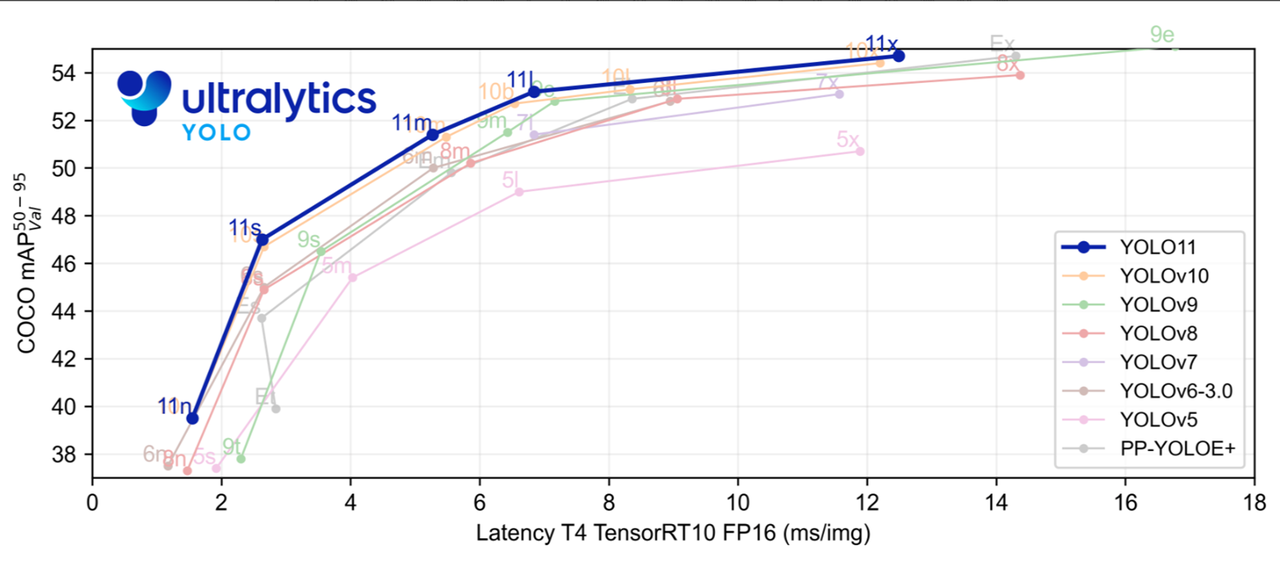 ultralytics
YOLO
COCO mAP 50−95 Val
54
52
50
48
46
44
42
40
38
0 2 4 6 8 10 12 14 16 18
Latency T4 TensorRT10 FP16 (ms/img)
11n
11s
11m
11l
11x
10b
10l
10x
9t
9s
9m
9e
8m
8x
7l
7x
6m
5s
5m
5l
5x
Es
Ex
YOLO11
YOLOv10
YOLOv9
YOLOv8
YOLOv7
YOLOv6-3.0
YOLOv5
PP-YOLOE+